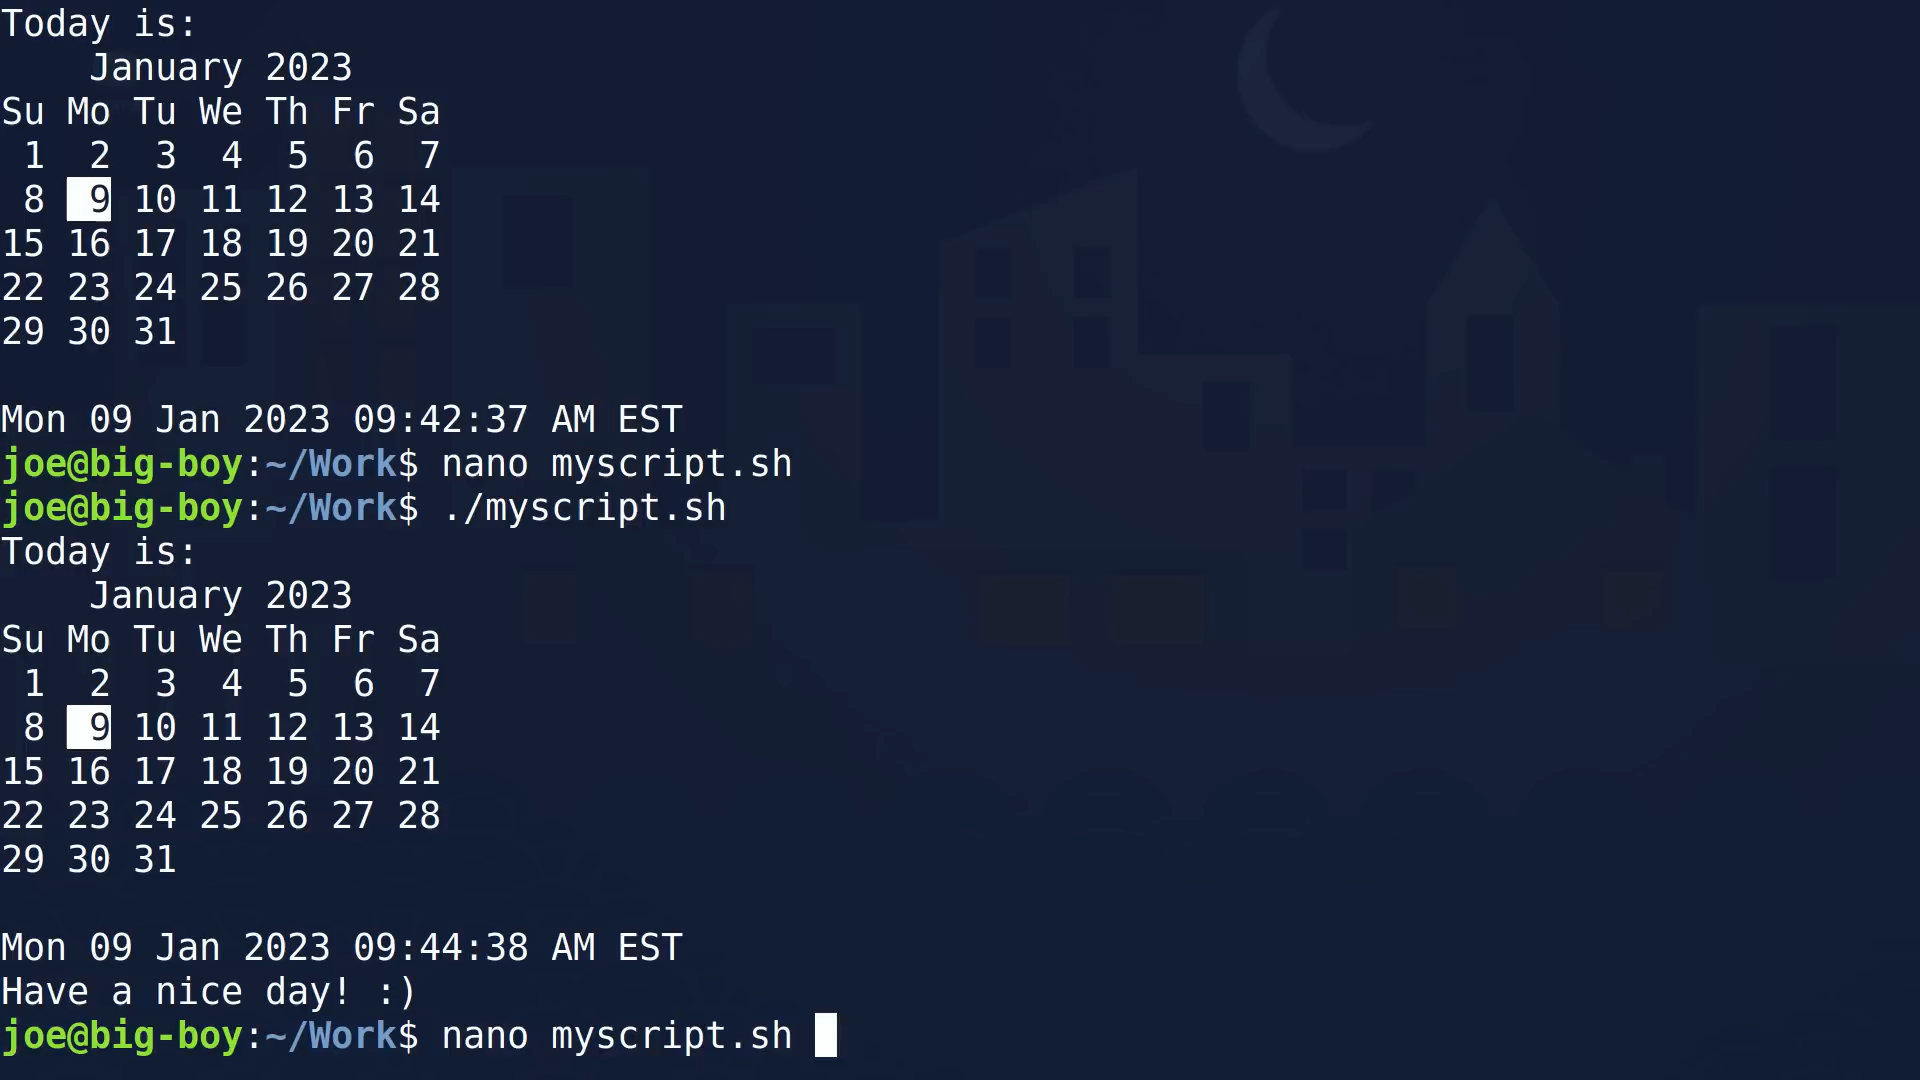 Today is:
    January 2023
Su Mo Tu We Th Fr Sa
 1  2  3  4  5  6  7
 8  9 10 11 12 13 14
15 16 17 18 19 20 21
22 23 24 25 26 27 28
29 30 31

Mon 09 Jan 2023 09:42:37 AM EST
joe@big-boy:~/Work$ nano myscript.sh
joe@big-boy:~/Work$ ./myscript.sh
Today is:
    January 2023
Su Mo Tu We Th Fr Sa
 1  2  3  4  5  6  7
 8  9 10 11 12 13 14
15 16 17 18 19 20 21
22 23 24 25 26 27 28
29 30 31

Mon 09 Jan 2023 09:44:38 AM EST
Have a nice day! :)
joe@big-boy:~/Work$ nano myscript.sh